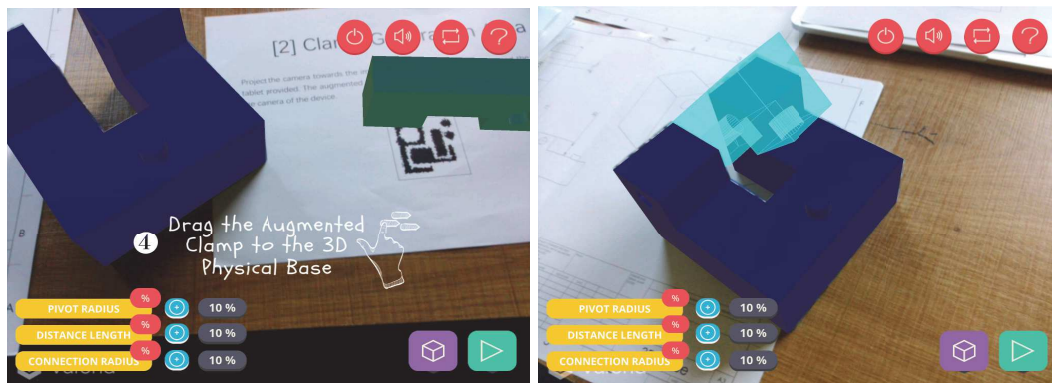 [2] Cla
Project the camera towards the
tablet provided. The augmented
the camera of the device.
4 Drag the Augmented
Clamp to the 3D
Physical Base
PIVOT RADIUS % 10 %
DISTANCE LENGTH % 10 %
CONNECTION RADIUS % 10 %
PIVOT RADIUS % 10 %
DISTANCE LENGTH % 10 %
CONNECTION RADIUS % 10 %